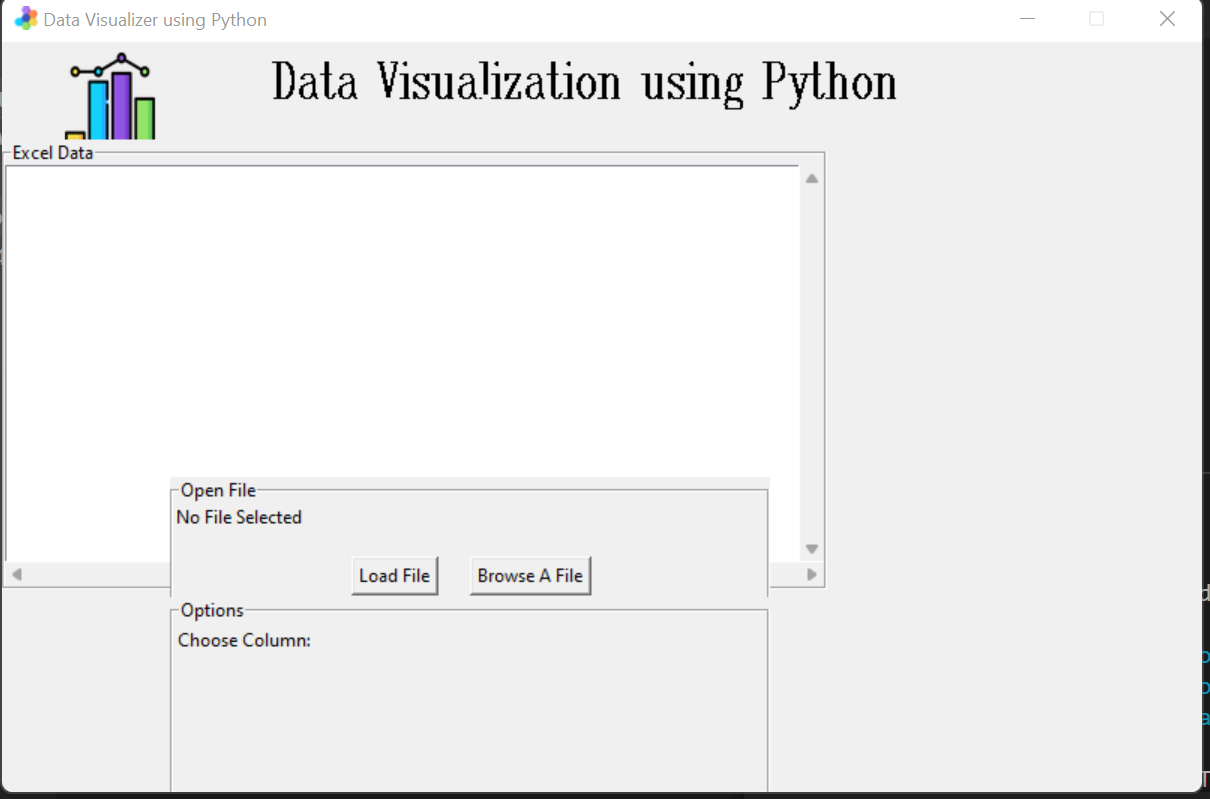 Data Visualizer using Python
Data Visualization using Python
Excel Data
Open File
No File Selected
Load File Browse A File
Options
Choose Column: